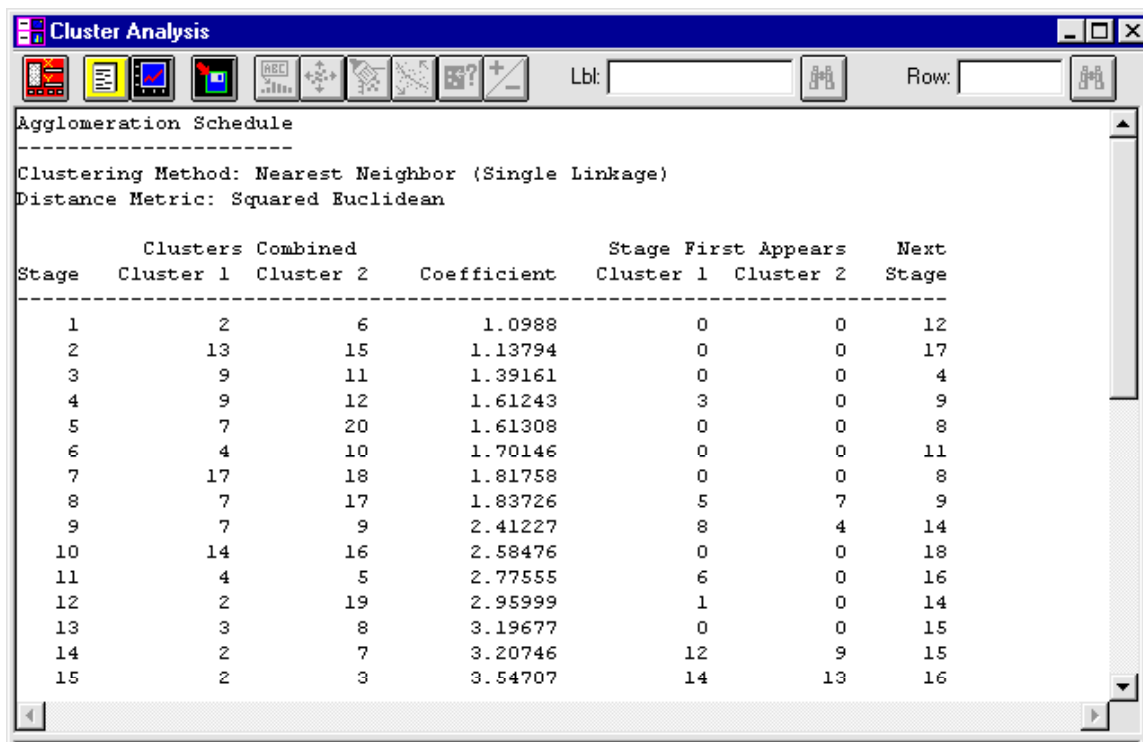 Cluster Analysis
ABC
Lbl:
Row:
Agglomeration Schedule
----------------------
Clustering Method: Nearest Neighbor (Single Linkage)
Distance Metric: Squared Euclidean
Clusters Combined Stage First Appears Next
Stage Cluster 1 Cluster 2 Coefficient Cluster 1 Cluster 2 Stage
--------------------------------------------------------------------------
1 2 6 1.0988 0 0 12
2 13 15 1.13794 0 0 17
3 9 11 1.39161 0 0 4
4 9 12 1.61243 3 0 9
5 7 20 1.61308 0 0 8
6 4 10 1.70146 0 0 11
7 17 18 1.81758 0 0 8
8 7 17 1.83726 5 7 9
9 7 9 2.41227 8 4 14
10 14 16 2.58476 0 0 18
11 4 5 2.77555 6 0 16
12 2 19 2.95999 1 0 14
13 3 8 3.19677 0 0 15
14 2 7 3.20746 12 9 15
15 2 3 3.54707 14 13 16